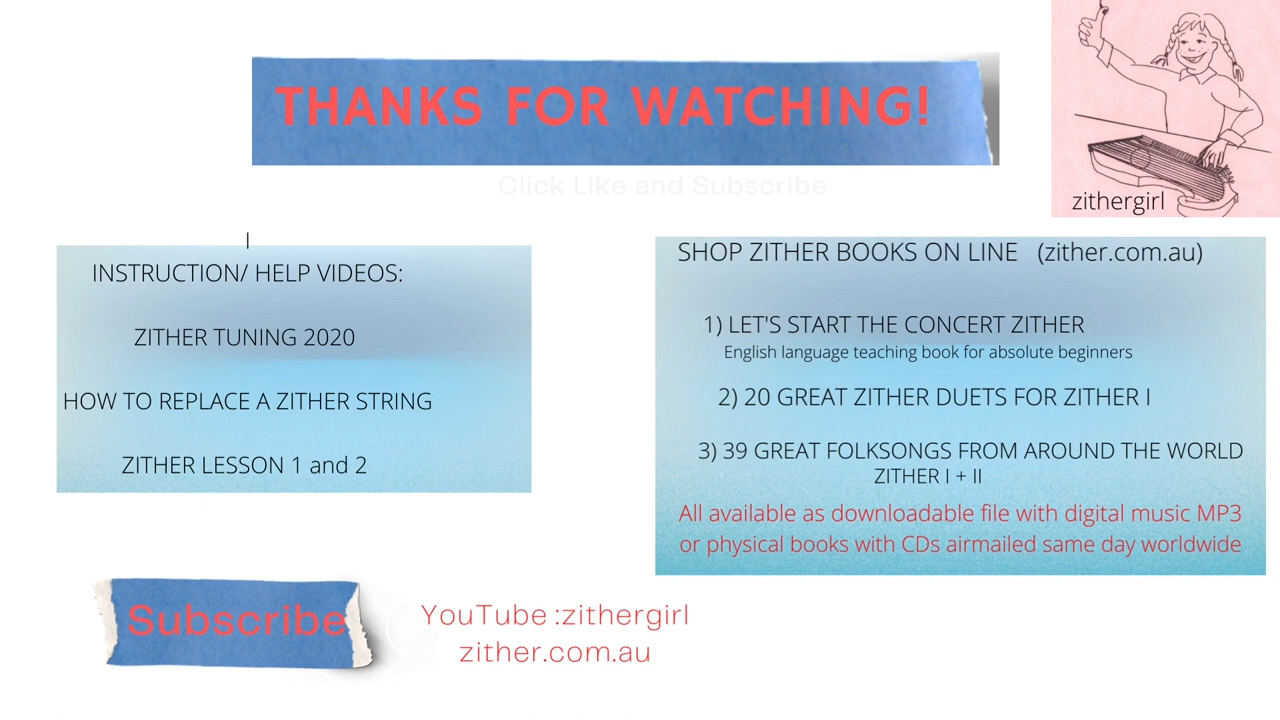 THANKS FOR WATCHING!
Click Like and Subscribe
zithergirl
INSTRUCTION/ HELP VIDEOS:
ZITHER TUNING 2020
HOW TO REPLACE A ZITHER STRING
ZITHER LESSON 1 and 2
SHOP ZITHER BOOKS ON LINE (zither.com.au)
1) LET'S START THE CONCERT ZITHER
English language teaching book for absolute beginners
2) 20 GREAT ZITHER DUETS FOR ZITHER I
3) 39 GREAT FOLKSONGS FROM AROUND THE WORLD
ZITHER I + II
All available as downloadable file with digital music MP3
or physical books with CDs airmailed same day worldwide
Subscribe
YouTube :zithergirl
zither.com.au